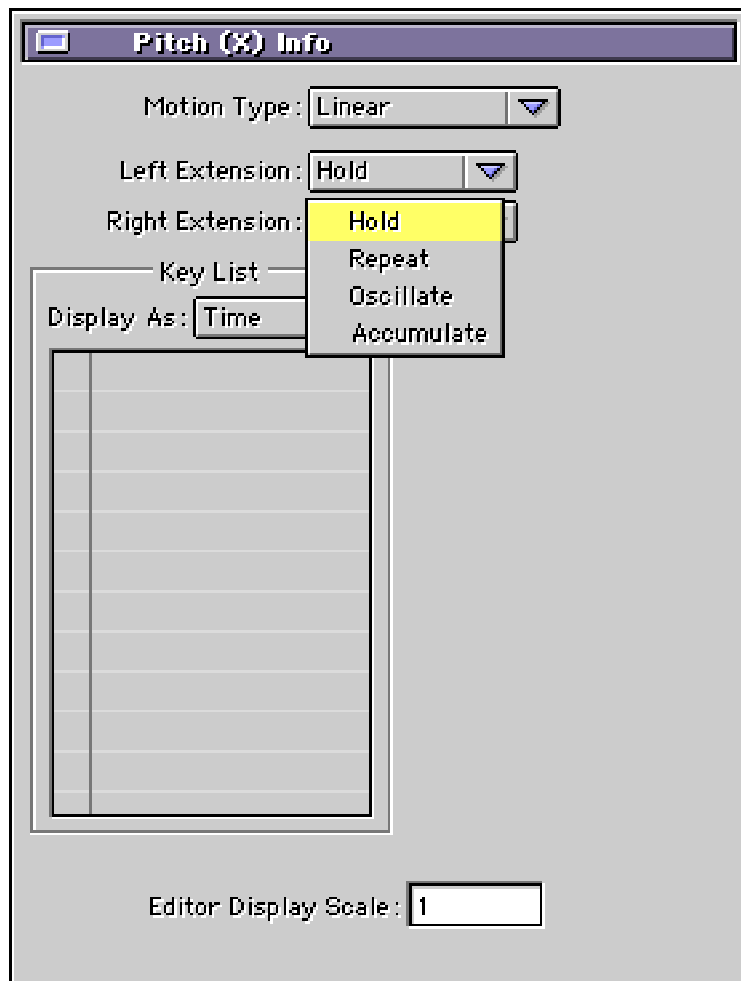 Pitch (X) Info
Motion Type: Linear
Left Extension: Hold
Right Extension:
Hold
Repeat
Oscillate
Accumulate
Key List
Display As: Time
Editor Display Scale: 1